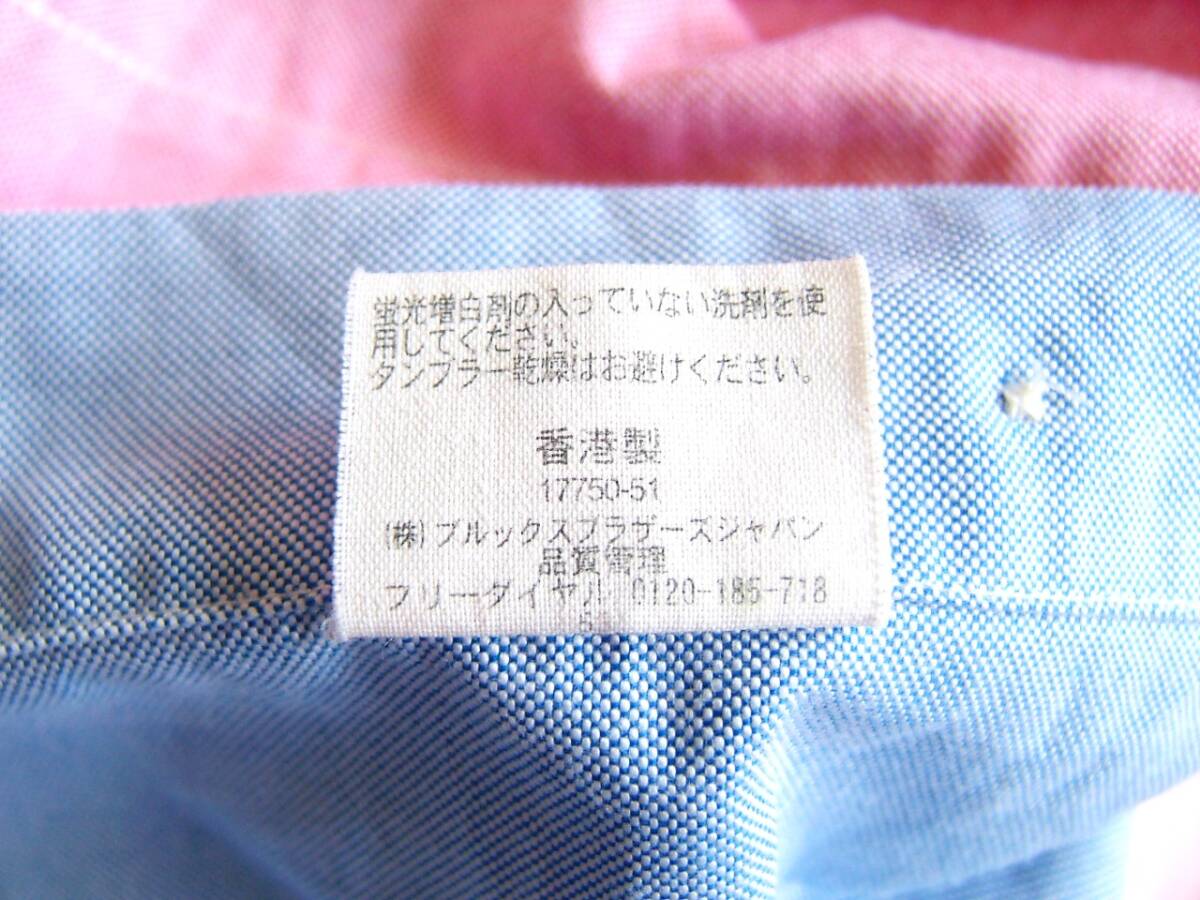 蛍光増白剤の入っていない洗剤を使
用してください。
タンブラー乾燥はお避けください。
香港製
17750-51
(株)ブルックスブラザーズジャパン
品質管理
フリーダイヤル 0120-185-718
5